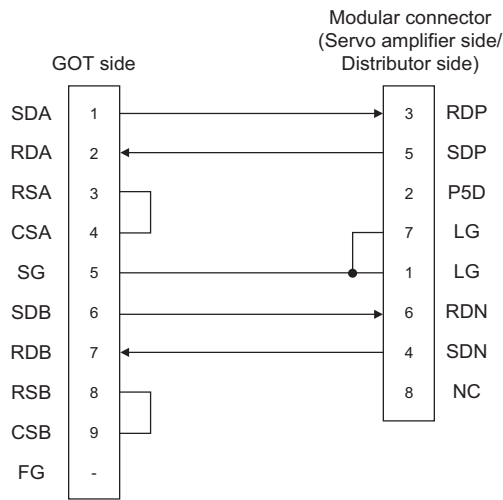 Modular connector
(Servo amplifier side/
Distributor side)
GOT side
SDA 1 3 RDP
RDA 2 5 SDP
RSA 3 2 P5D
CSA 4 7 LG
SG 5 1 LG
SDB 6 6 RDN
RDB 7 4 SDN
RSB 8 8 NC
CSB 9
FG -